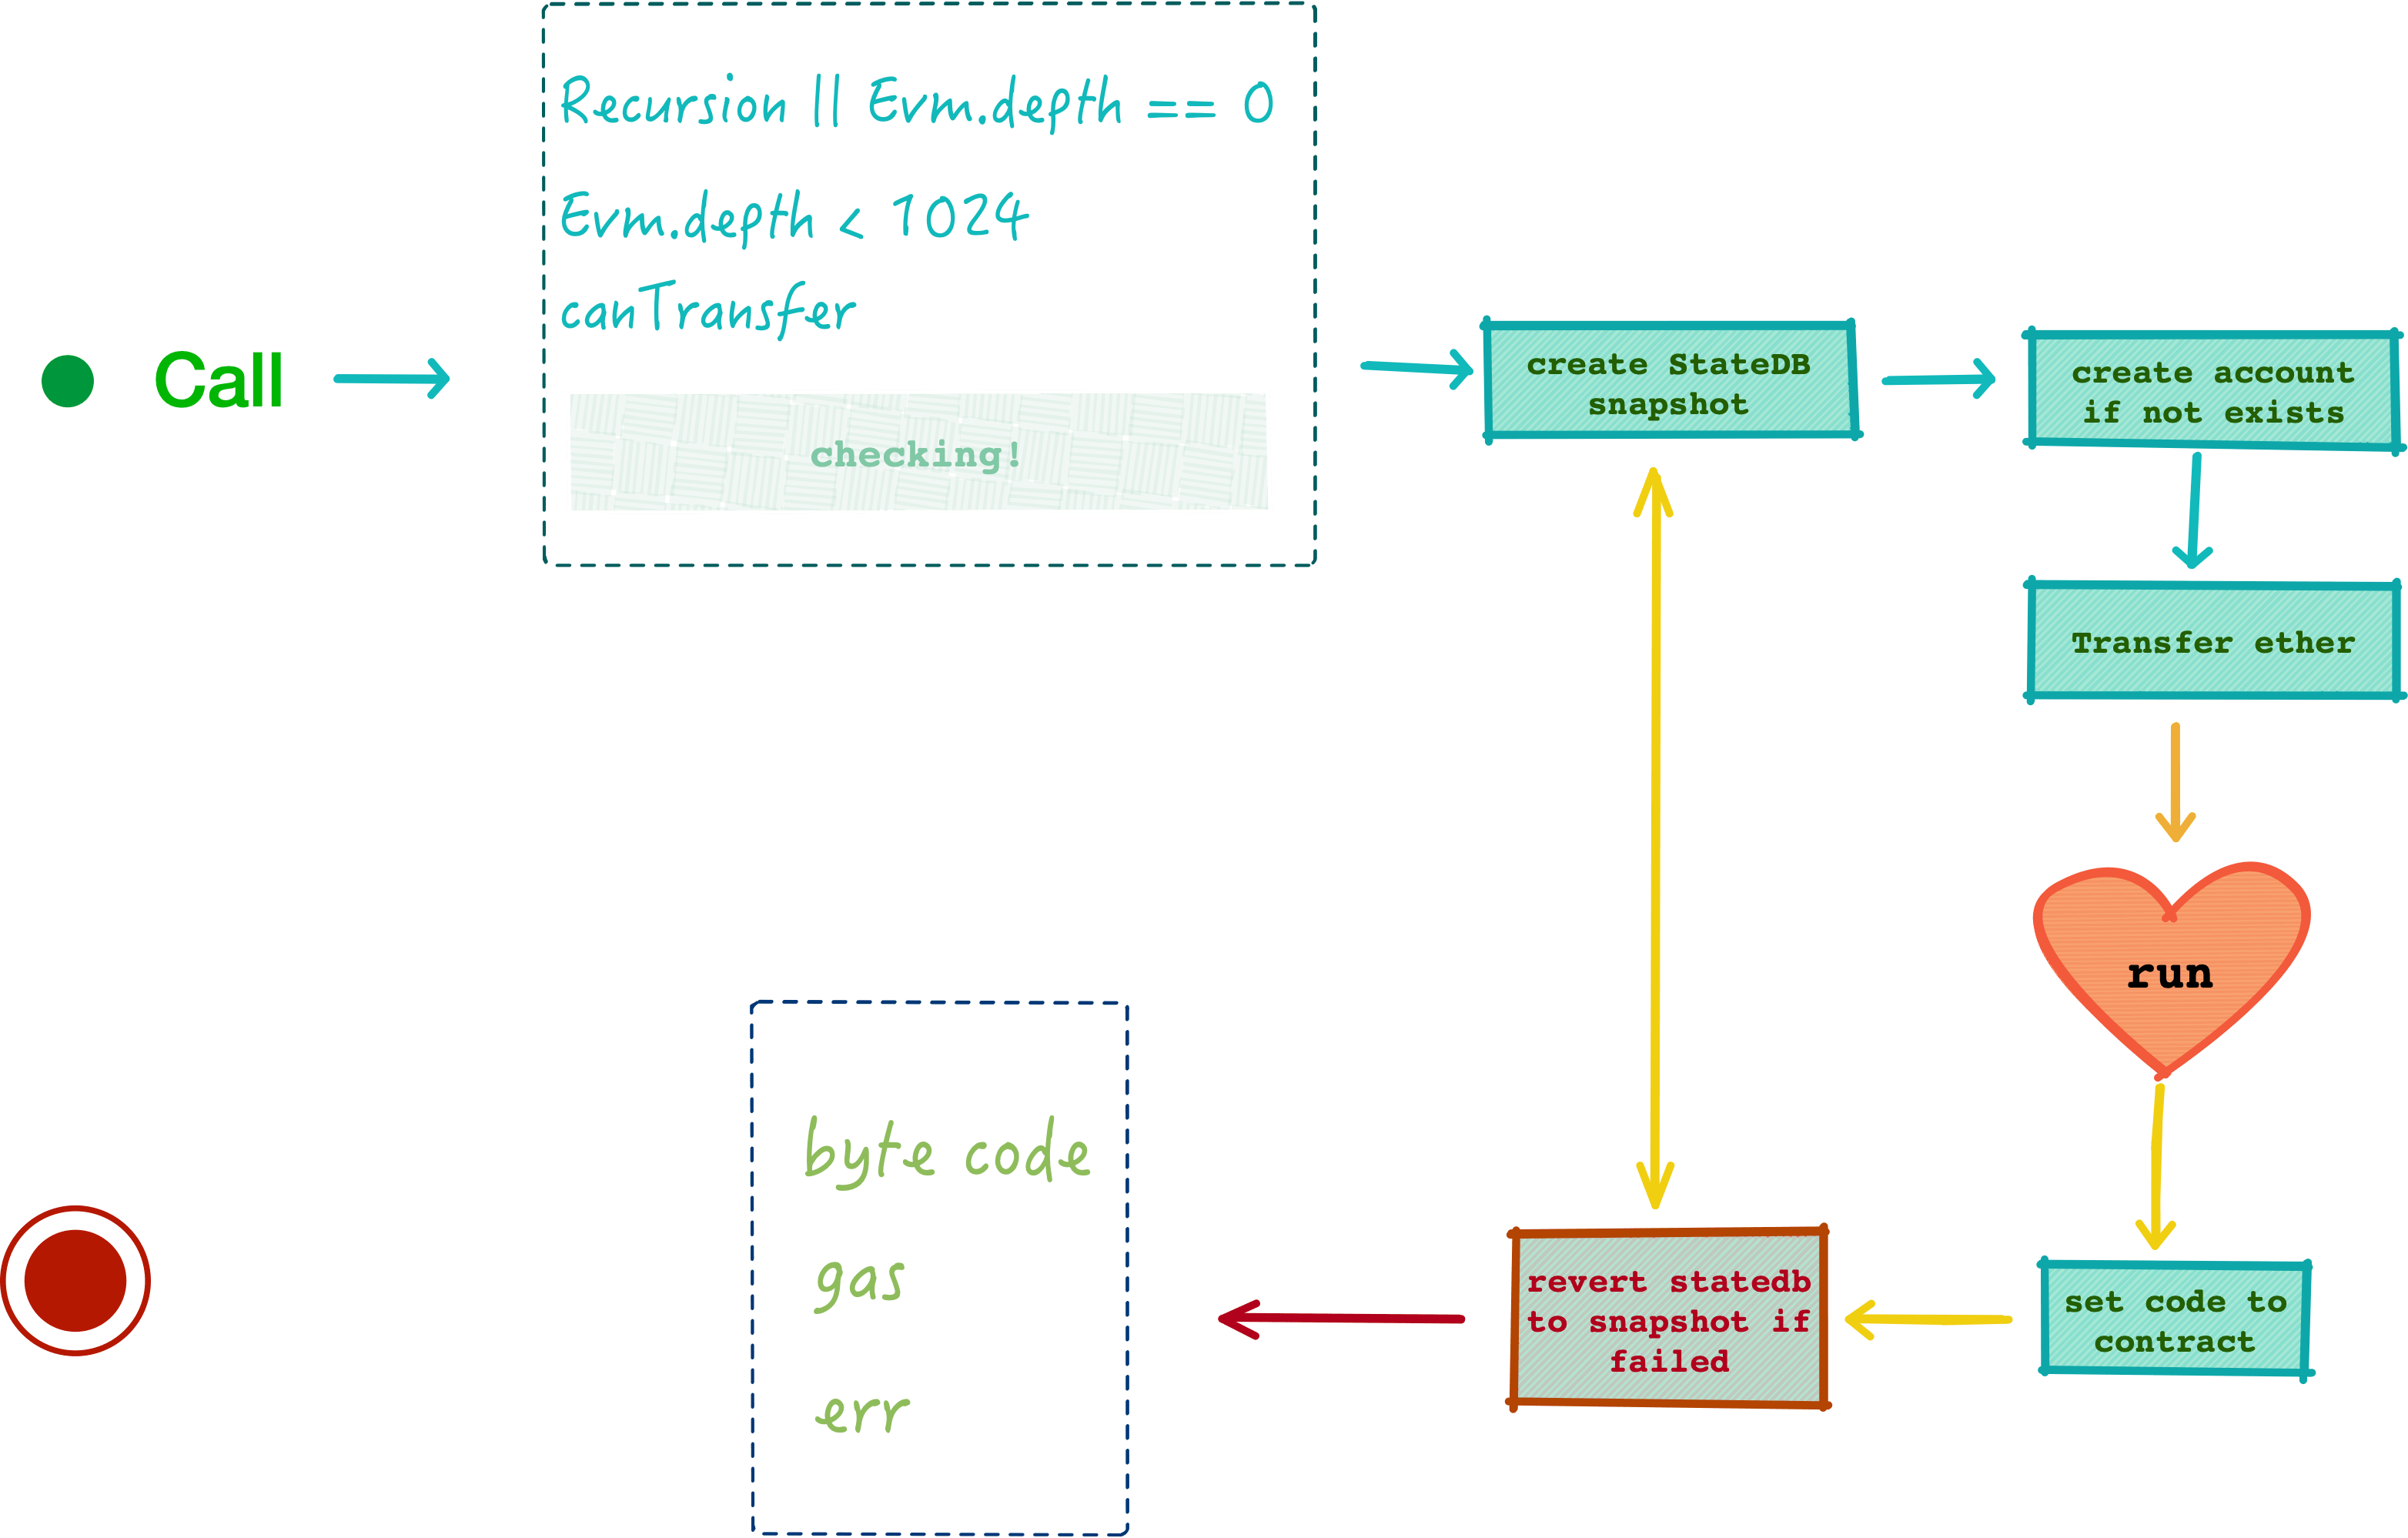 Call
Recursion || Evm.depth == 0
Evm.depth < 1024
canTransfer
checking!
create StateDB
snapshot
create account
if not exists
Transfer ether
run
set code to
contract
revert statedb
to snapshot if
failed
byte code
gas
err